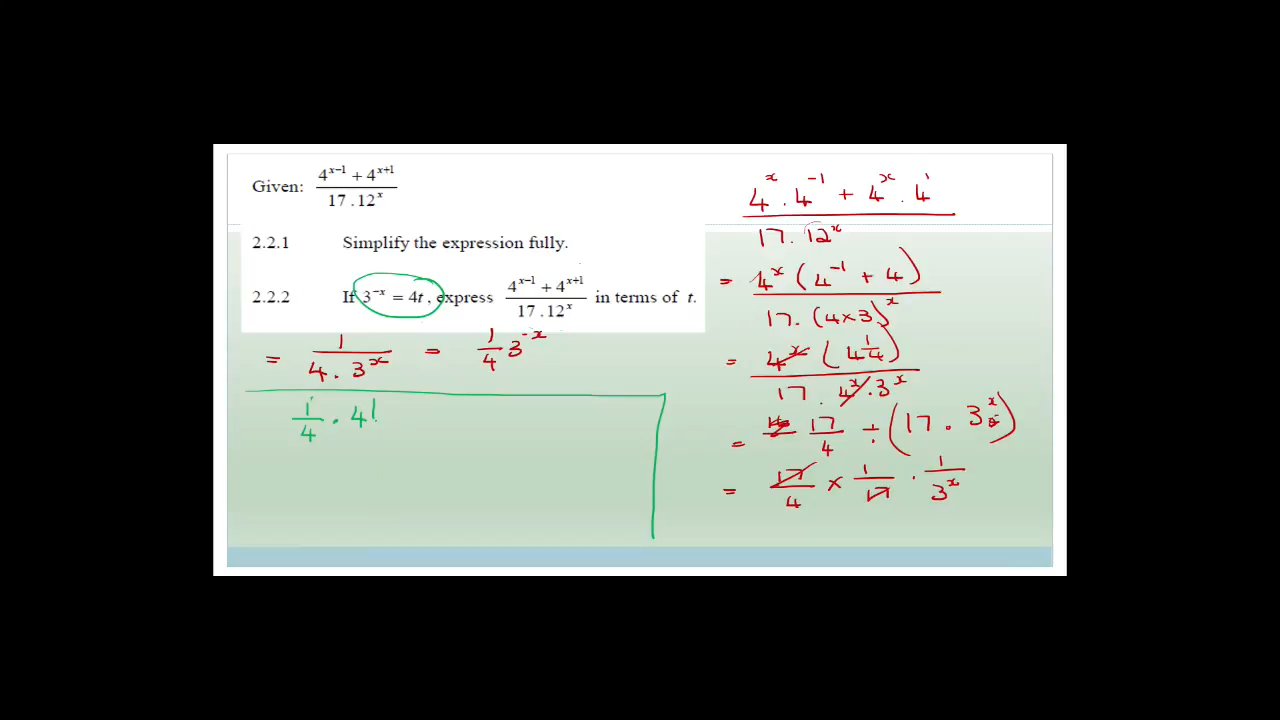 Given: (4^(x−1) + 4^(x+1)) / (17 . 12^x)
2.2.1 Simplify the expression fully.
2.2.2 If 3^(−x) = 4t, express (4^(x−1) + 4^(x+1)) / (17 . 12^x) in terms of t.
= 1 / (4 . 3^x) = 1/4 3^(-x)
1/4 . 4
(4^x . 4^(-1) + 4^x . 4^1) / (17 . 12^x)
= 4^x (4^(-1) + 4) / (17 . (4 x 3)^x)
= 4^x (4 1/4) / (17 . 4^x . 3^x)
= 17/4 ÷ (17 . 3^x)
= 17/4 x 1/17 . 1/3^x